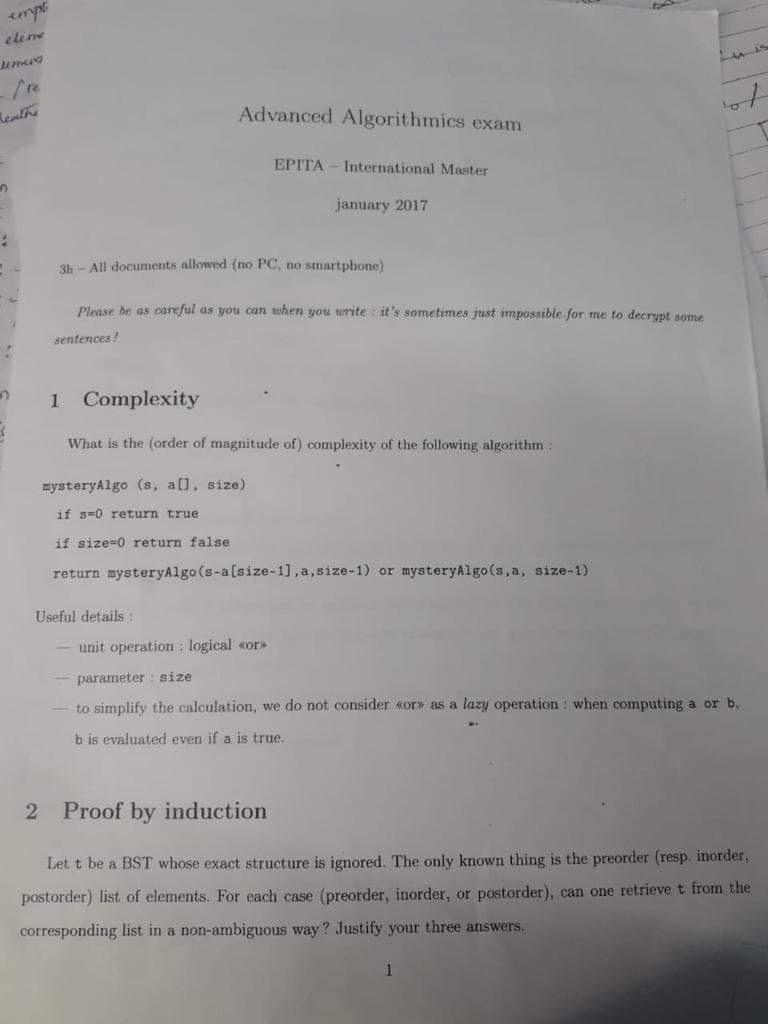 empt
eleme
Advanced Algorithmics exam
EPITA – International Master
january 2017
3h – All documents allowed (no PC, no smartphone)
Please be as careful as you can when you write : it's sometimes just impossible for me to decrypt some
sentences !
1 Complexity
What is the (order of magnitude of) complexity of the following algorithm :
mysteryAlgo (s, a[], size)
if s=0 return true
if size=0 return false
return mysteryAlgo(s-a[size-1],a,size-1) or mysteryAlgo(s,a, size-1)
Useful details :
— unit operation : logical «or»
— parameter : size
— to simplify the calculation, we do not consider «or» as a lazy operation : when computing a or b,
b is evaluated even if a is true.
2 Proof by induction
Let t be a BST whose exact structure is ignored. The only known thing is the preorder (resp. inorder,
postorder) list of elements. For each case (preorder, inorder, or postorder), can one retrieve t from the
corresponding list in a non-ambiguous way ? Justify your three answers.
1